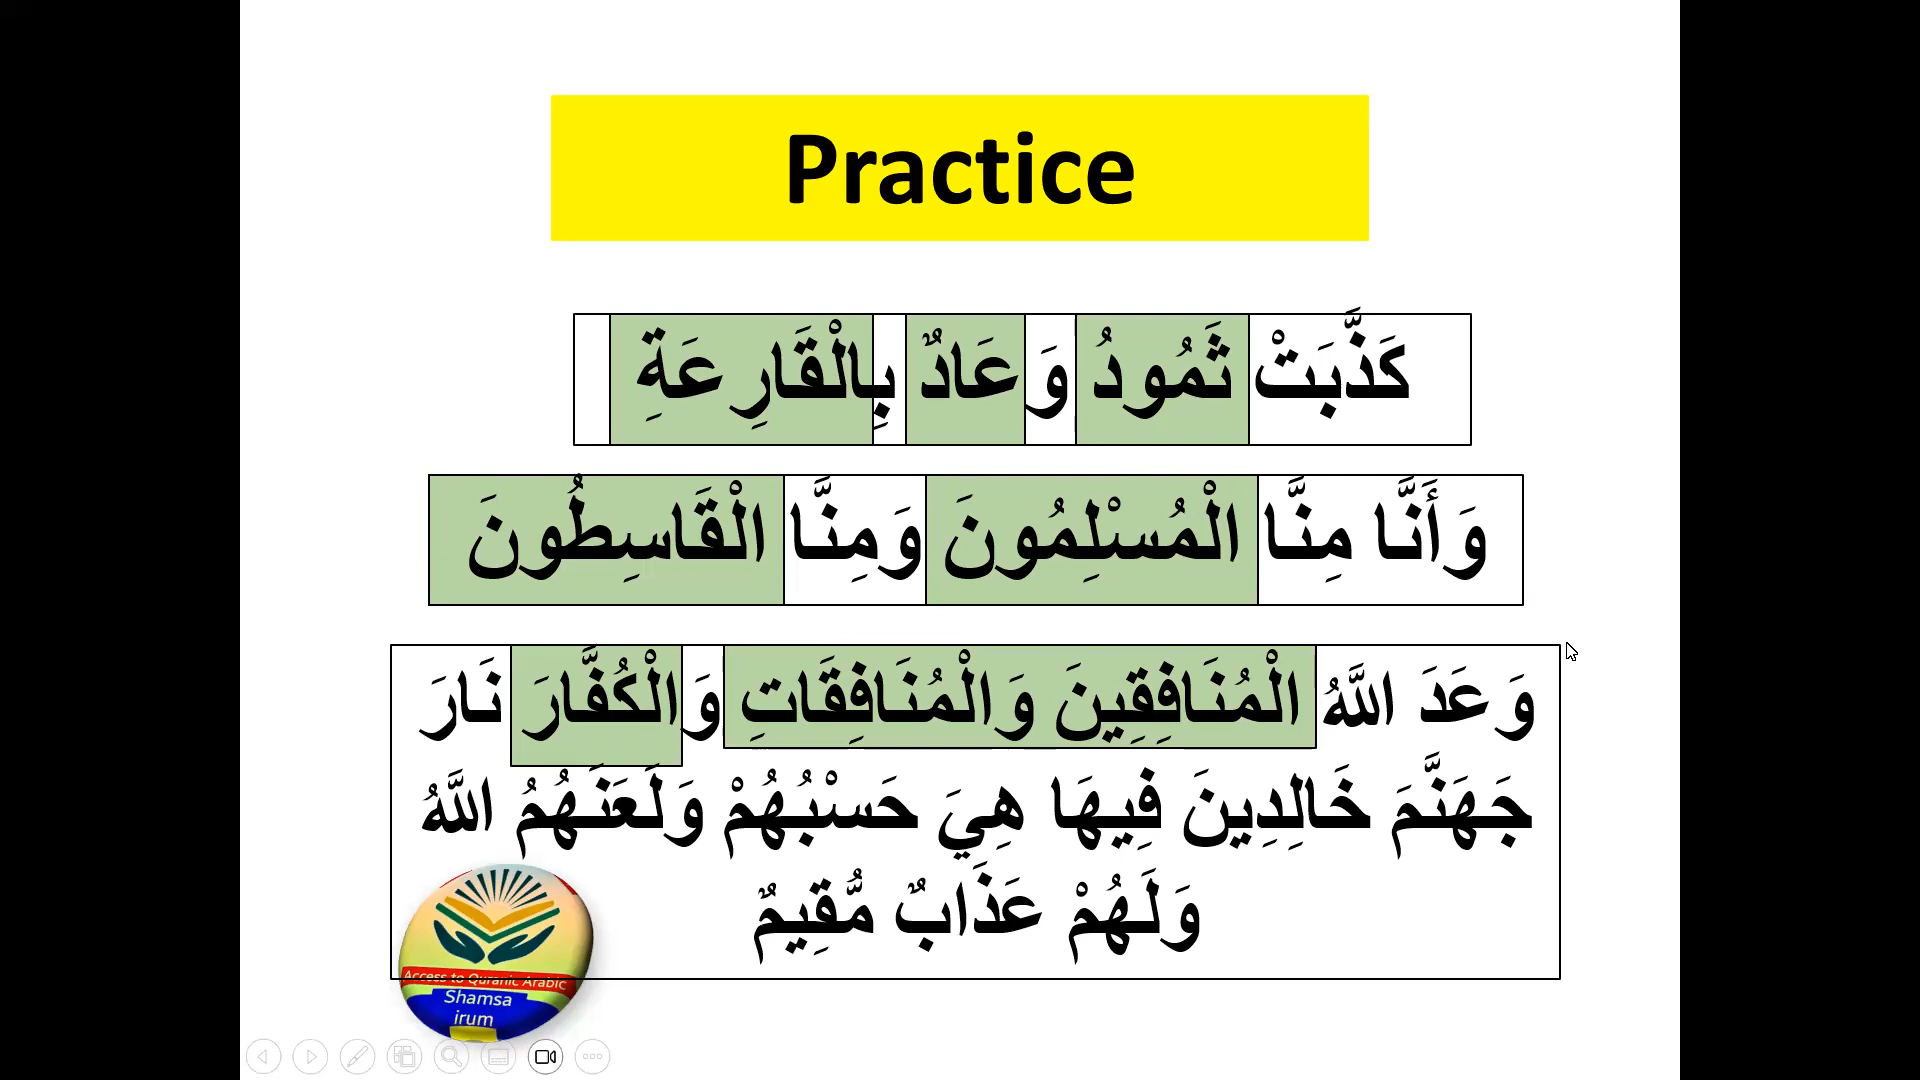 Practice
كَذَّبَتْ ثَمُودُ وَ عَادٌ بِالْقَارِعَةِ
وَأَنَّا مِنَّا الْمُسْلِمُونَ وَمِنَّا الْقَاسِطُونَ
وَعَدَ اللَّهُ الْمُنَافِقِينَ وَالْمُنَافِقَاتِ وَالْكُفَّارَ نَارَ
جَهَنَّمَ خَالِدِينَ فِيهَا هِيَ حَسْبُهُمْ وَلَعَنَهُمُ اللَّهُ
وَلَهُمْ عَذَابٌ مُّقِيمٌ
Access to Quranic Arabic
Shamsa
irum